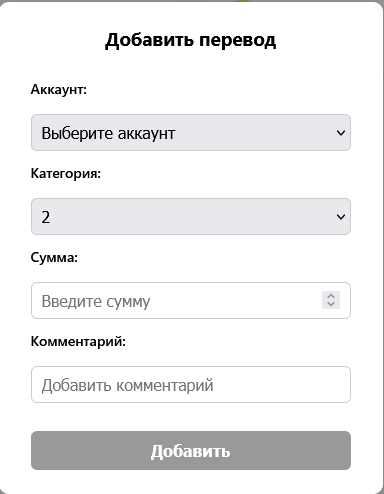 Добавить перевод
Аккаунт:
Выберите аккаунт
Категория:
2
Сумма:
Введите сумму
Комментарий:
Добавить комментарий
Добавить